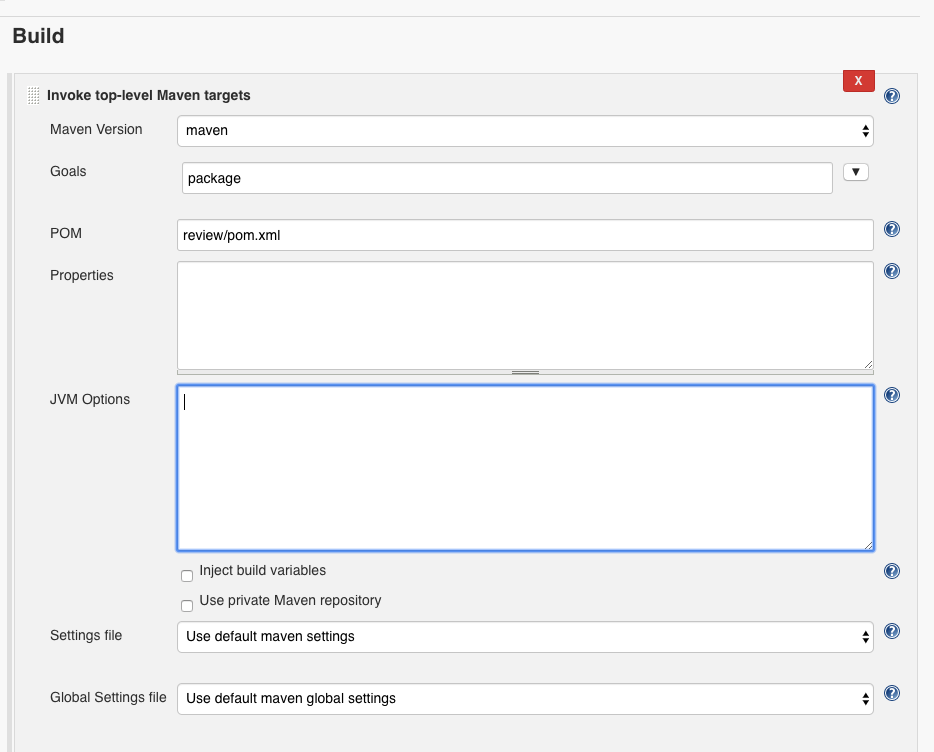 Build
X
Invoke top-level Maven targets
?
Maven Version
maven
Goals
package
▼
POM
review/pom.xml
?
Properties
?
JVM Options
?
Inject build variables
?
Use private Maven repository
Settings file
Use default maven settings
?
Global Settings file
Use default maven global settings
?